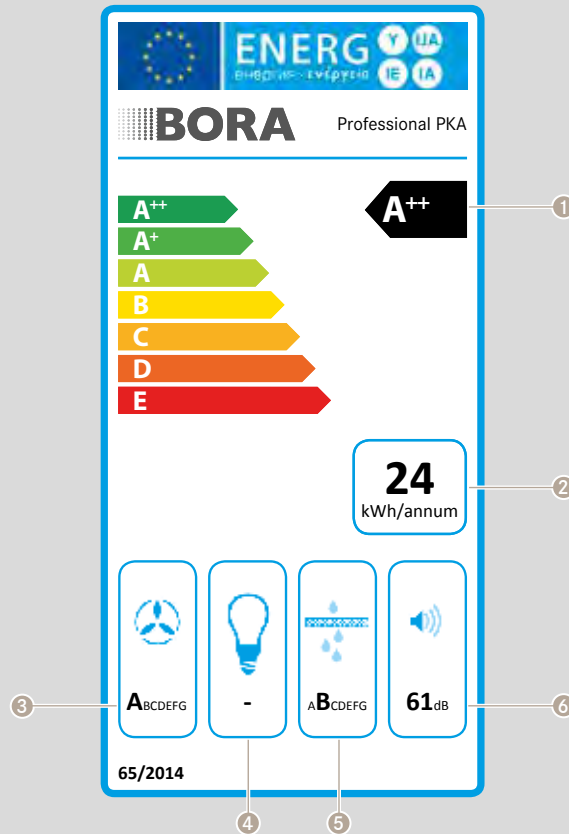 ENERG Y UA
енергия · ενέργεια IE IA
BORA Professional PKA
A++ A++ 1
A+
A
B
C
D
E
24 2
kWh/annum
3 ABCDEFG - ABCDEFG 61dB 6
65/2014
4 5